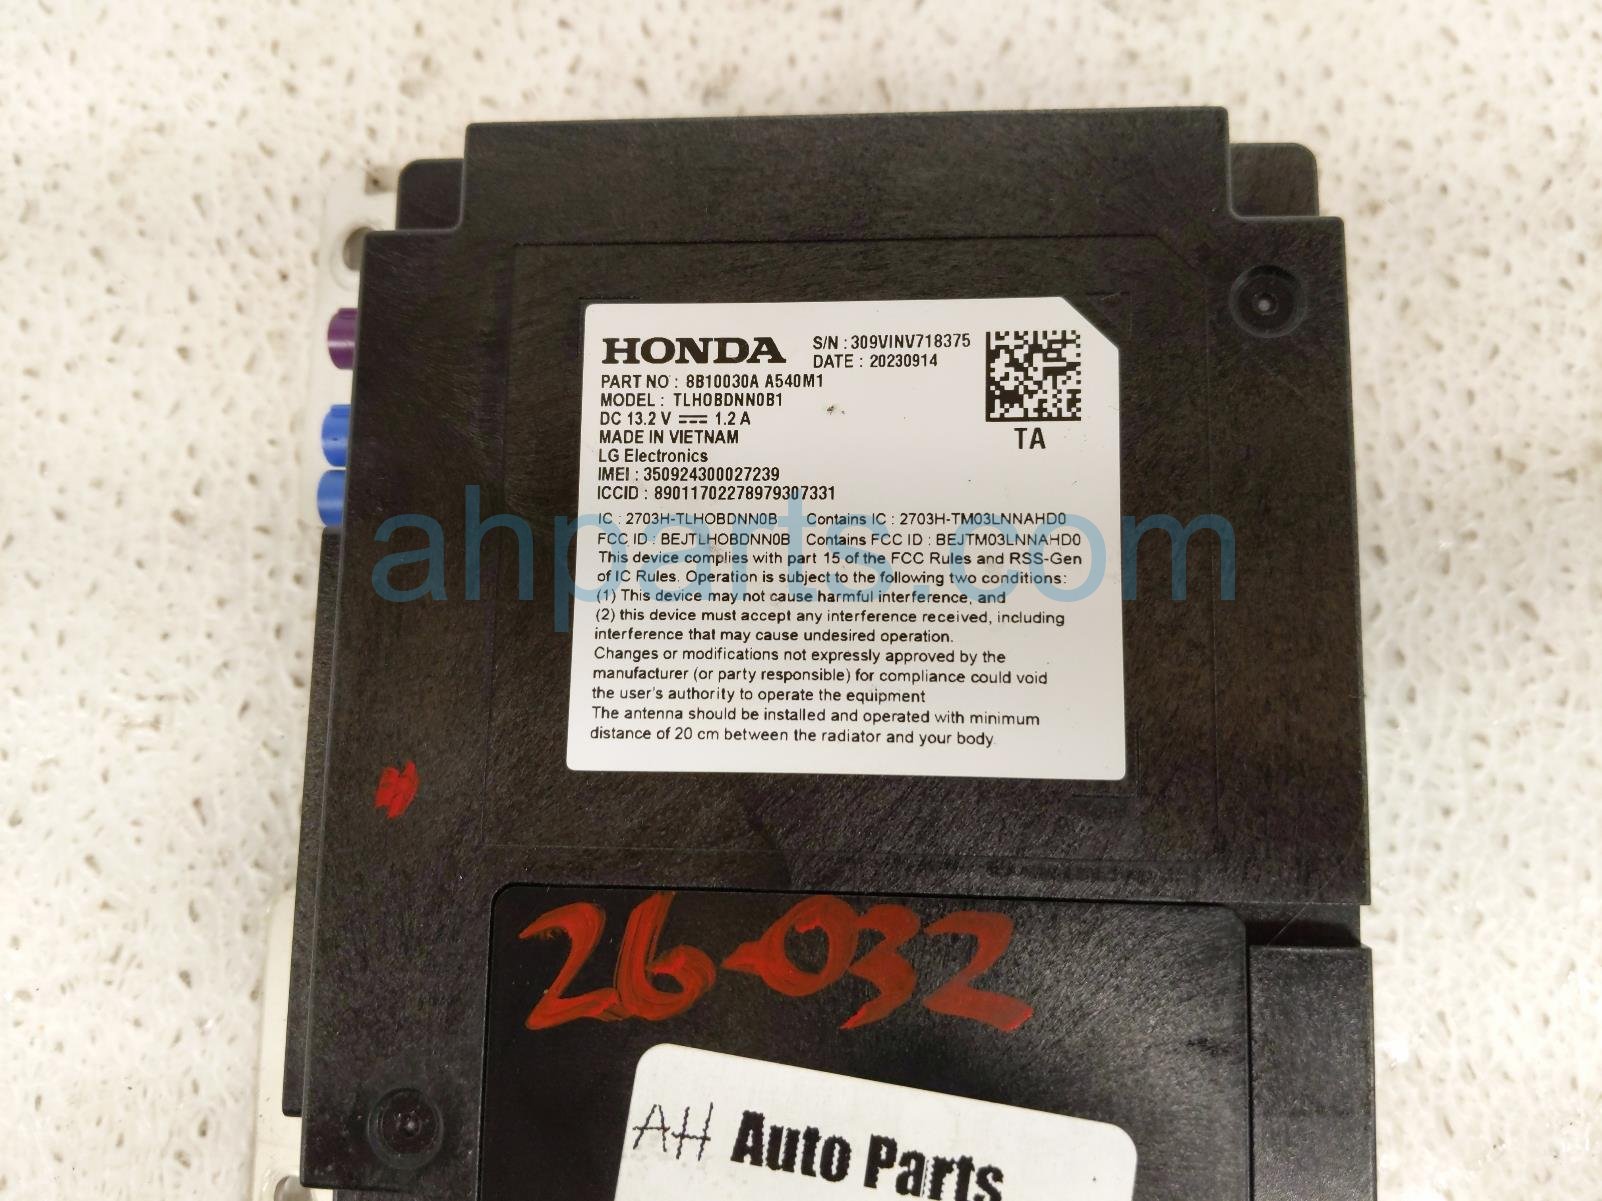 HONDA
S/N : 309VINV718375
DATE : 20230914
PART NO : 8B10030A A540M1
MODEL : TLHOBDNN0B1
DC 13.2 V ⎓ 1.2 A
MADE IN VIETNAM
LG Electronics
IMEI : 350924300027239
ICCID : 89011702278979307331
TA
IC : 2703H-TLHOBDNN0B Contains IC : 2703H-TM03LNNAHD0
FCC ID : BEJTLHOBDNN0B Contains FCC ID : BEJTM03LNNAHD0
This device complies with part 15 of the FCC Rules and RSS-Gen
of IC Rules. Operation is subject to the following two conditions:
(1) This device may not cause harmful interference, and
(2) this device must accept any interference received, including
interference that may cause undesired operation.
Changes or modifications not expressly approved by the
manufacturer (or party responsible) for compliance could void
the user's authority to operate the equipment
The antenna should be installed and operated with minimum
distance of 20 cm between the radiator and your body.
ahparts.com
26-032
AH Auto Parts